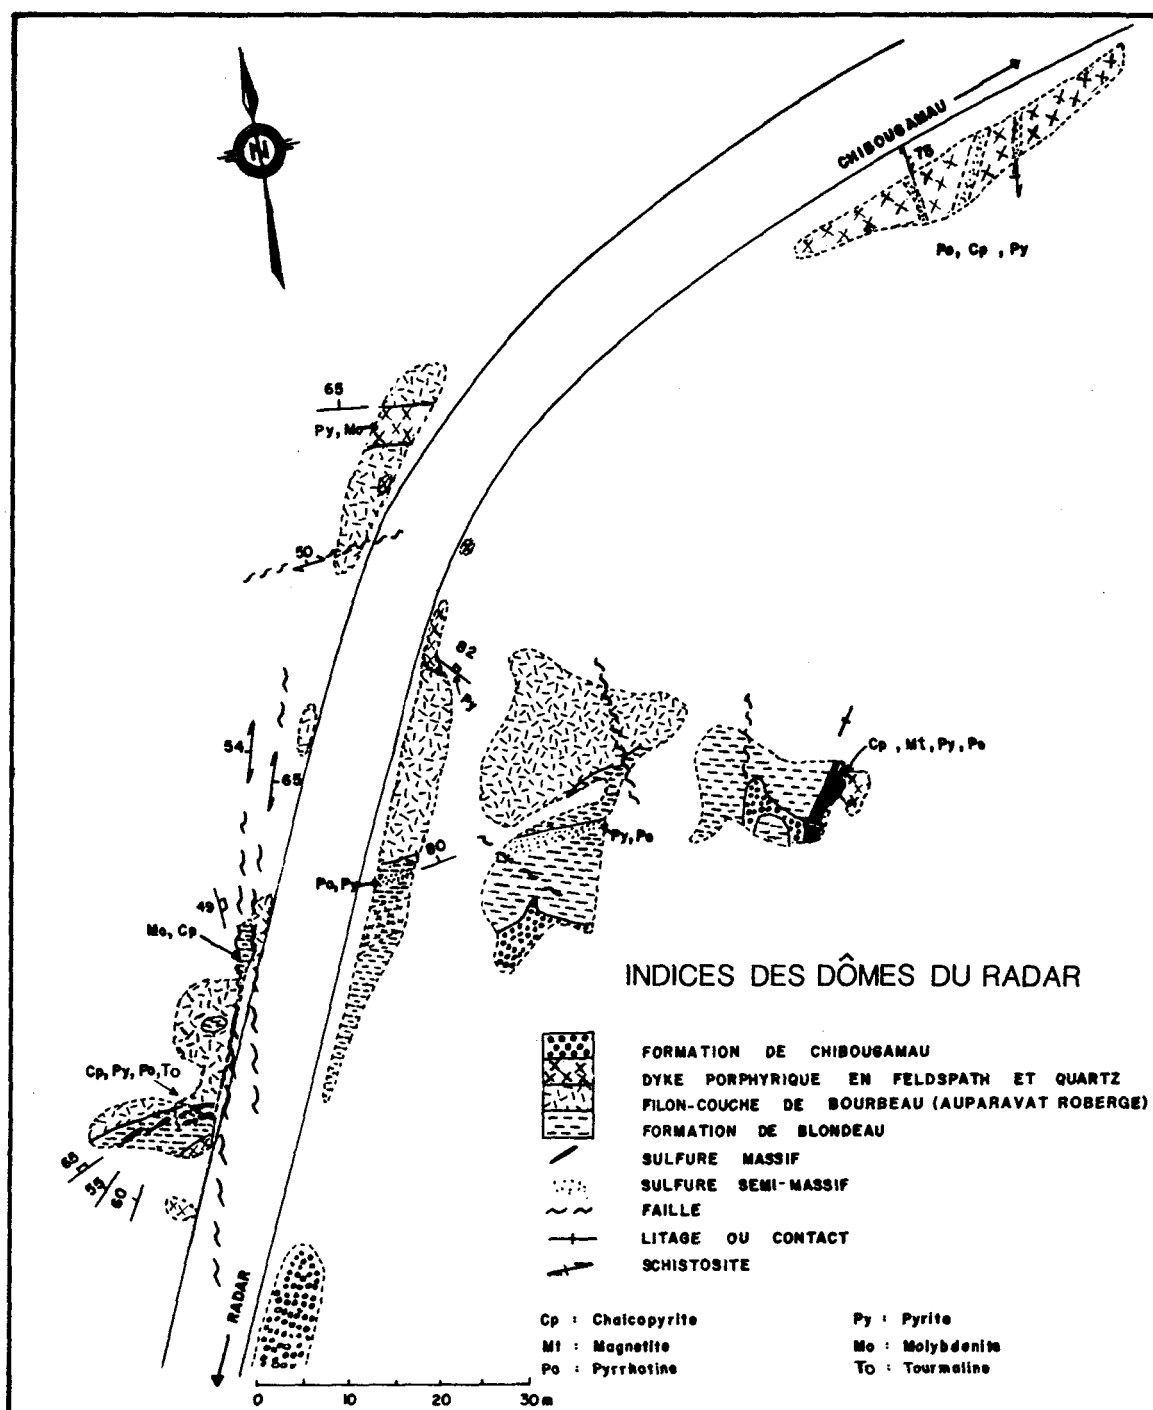 N
CHIBOUGAMAU
78
Po, Cp , Py
65
Py, Mo
50
82
Py
54
65
Cp , Mt, Py, Po
Py, Po
80
Po, Py
49
Mo, Cp
INDICES DES DÔMES DU RADAR
Cp, Py, Po, To
65
55
60
FORMATION DE CHIBOUGAMAU
DYKE PORPHYRIQUE EN FELDSPATH ET QUARTZ
FILON-COUCHE DE BOURBEAU (AUPARAVAT ROBERGE)
FORMATION DE BLONDEAU
SULFURE MASSIF
SULFURE SEMI-MASSIF
FAILLE
LITAGE OU CONTACT
SCHISTOSITE
RADAR
Cp : Chalcopyrite
Py : Pyrite
Mt : Magnetite
Mo : Molybdenite
Po : Pyrrhotine
To : Tourmaline
0 10 20 30 m